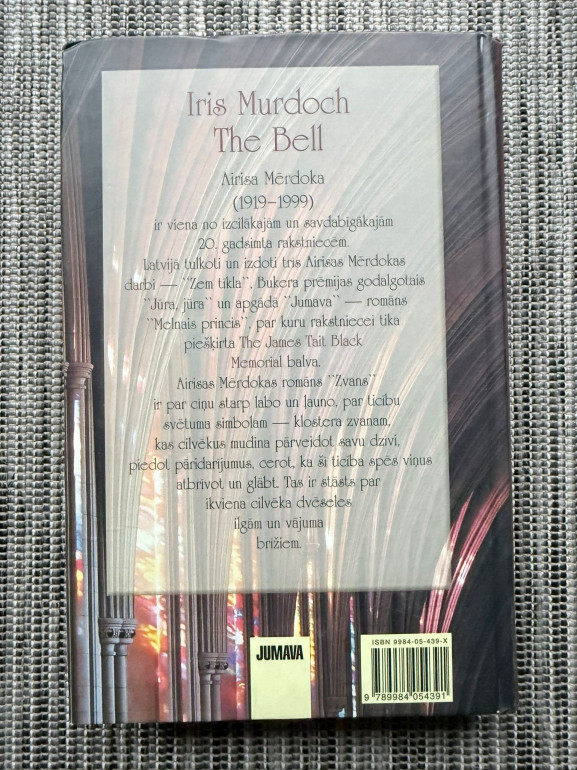 Iris Murdoch
The Bell
Airisa Mērdoka
(1919–1999)
ir viena no izcilākajām un savdabīgākajām
20. gadsimta rakstniecēm.
Latvijā tulkoti un izdoti trīs Airisas Mērdokas
darbi — "Zem tīkla", Bukera prēmijas godalgotais
"Jūra, jūra" un apgādā "Jumava" — romāns
"Melnais princis", par kuru rakstniecei tika
piešķirta The James Tait Black
Memorial balva.
Airisas Mērdokas romāns "Zvans"
ir par cīņu starp labo un ļauno, par ticību
svētuma simbolam — klostera zvanam,
kas cilvēkus mudina pārveidot savu dzīvi,
piedot pāridarījumus, cerot, ka šī ticība spēs viņus
atbrīvot un glābt. Tas ir stāsts par
ikviena cilvēka dvēseles
ilgām un vājuma
brīžiem.
JUMAVA
ISBN 9984-05-439-X
9 789984 054391